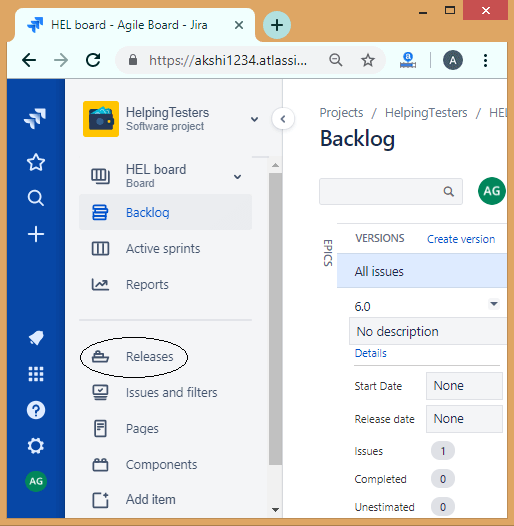 HEL board - Agile Board - Jira
https://akshi1234.atlassi...
A
HelpingTesters
Software project
HEL board
Board
Backlog
Active sprints
Reports
Releases
Issues and filters
Pages
Components
Add item
AG
Projects / HelpingTesters / HEL
Backlog
AG
EPICS
VERSIONS Create version
All issues
6.0
No description
Details
Start Date None
Release date None
Issues 1
Completed 0
Unestimated 0